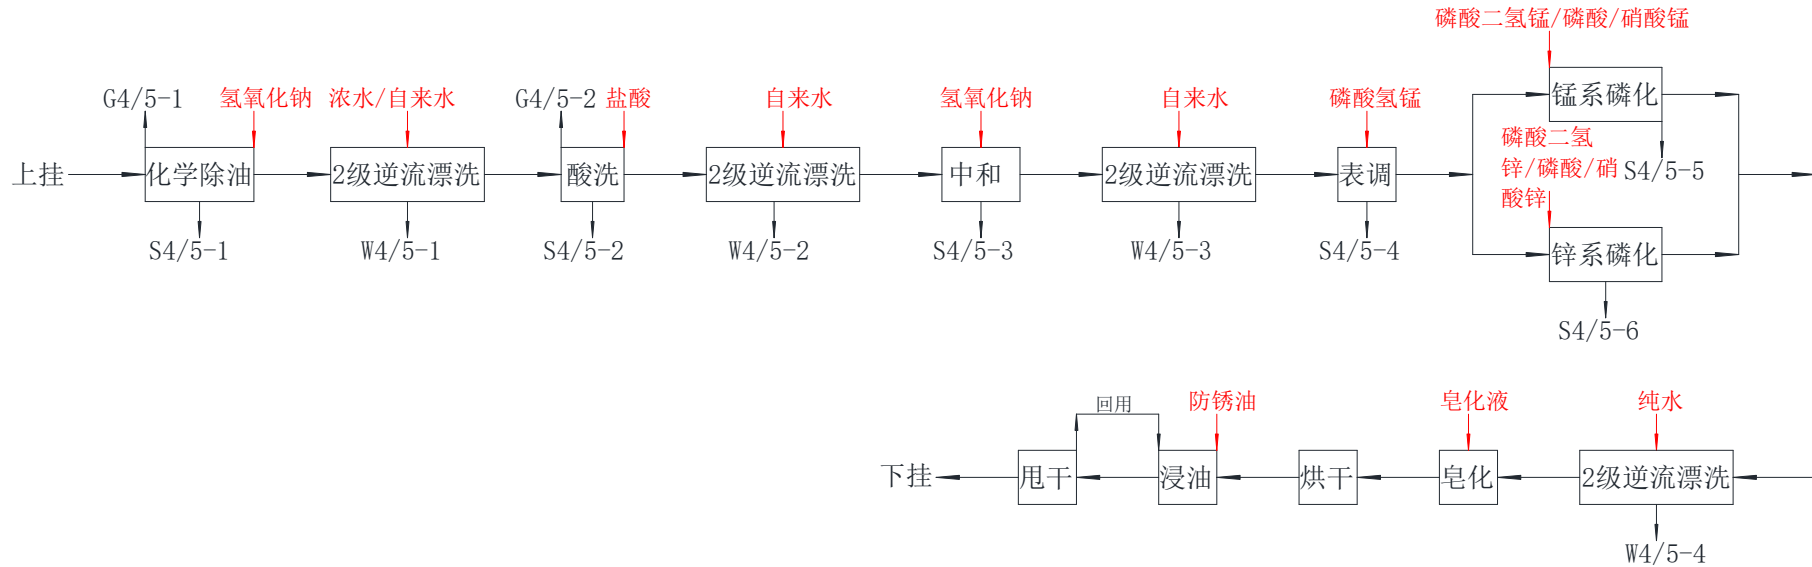 磷酸二氢锰/磷酸/硝酸锰
G4/5-1
氢氧化钠
浓水/自来水
G4/5-2
盐酸
自来水
氢氧化钠
自来水
磷酸氢锰
锰系磷化
上挂
化学除油
2级逆流漂洗
酸洗
2级逆流漂洗
中和
2级逆流漂洗
表调
磷酸二氢
锌/磷酸/硝
酸锌
S4/5-5
S4/5-1
W4/5-1
S4/5-2
W4/5-2
S4/5-3
W4/5-3
S4/5-4
锌系磷化
S4/5-6
回用
防锈油
皂化液
纯水
下挂
甩干
浸油
烘干
皂化
2级逆流漂洗
W4/5-4